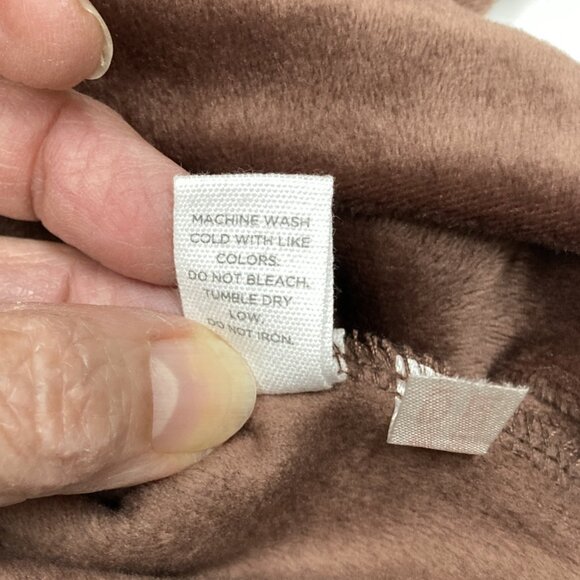 MACHINE WASH
COLD WITH LIKE
COLORS.
DO NOT BLEACH.
TUMBLE DRY
LOW.
DO NOT IRON.